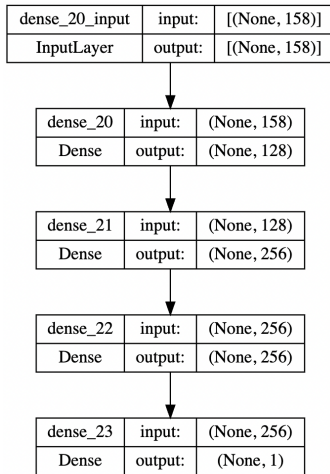 dense_20_input input: [(None, 158)]
InputLayer output: [(None, 158)]
dense_20 input: (None, 158)
Dense output: (None, 128)
dense_21 input: (None, 128)
Dense output: (None, 256)
dense_22 input: (None, 256)
Dense output: (None, 256)
dense_23 input: (None, 256)
Dense output: (None, 1)